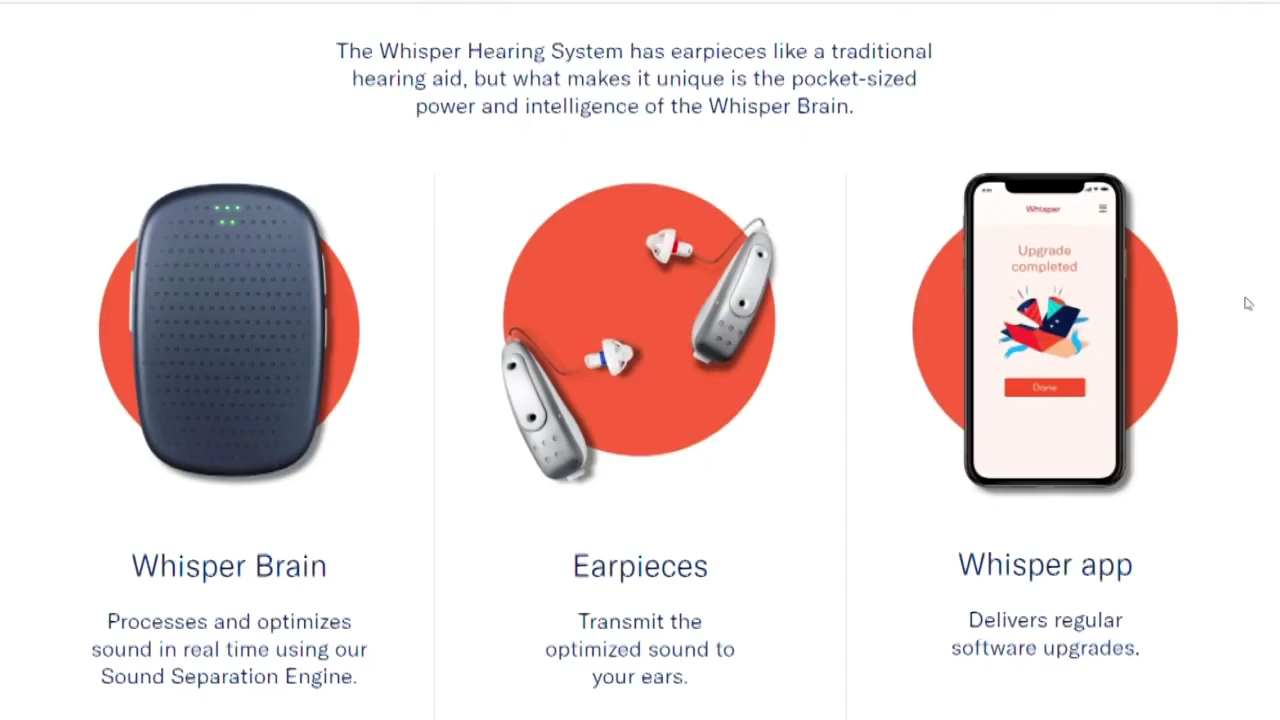 The Whisper Hearing System has earpieces like a traditional
hearing aid, but what makes it unique is the pocket-sized
power and intelligence of the Whisper Brain.
Whisper
Upgrade
completed
Done
Whisper Brain
Processes and optimizes
sound in real time using our
Sound Separation Engine.
Earpieces
Transmit the
optimized sound to
your ears.
Whisper app
Delivers regular
software upgrades.